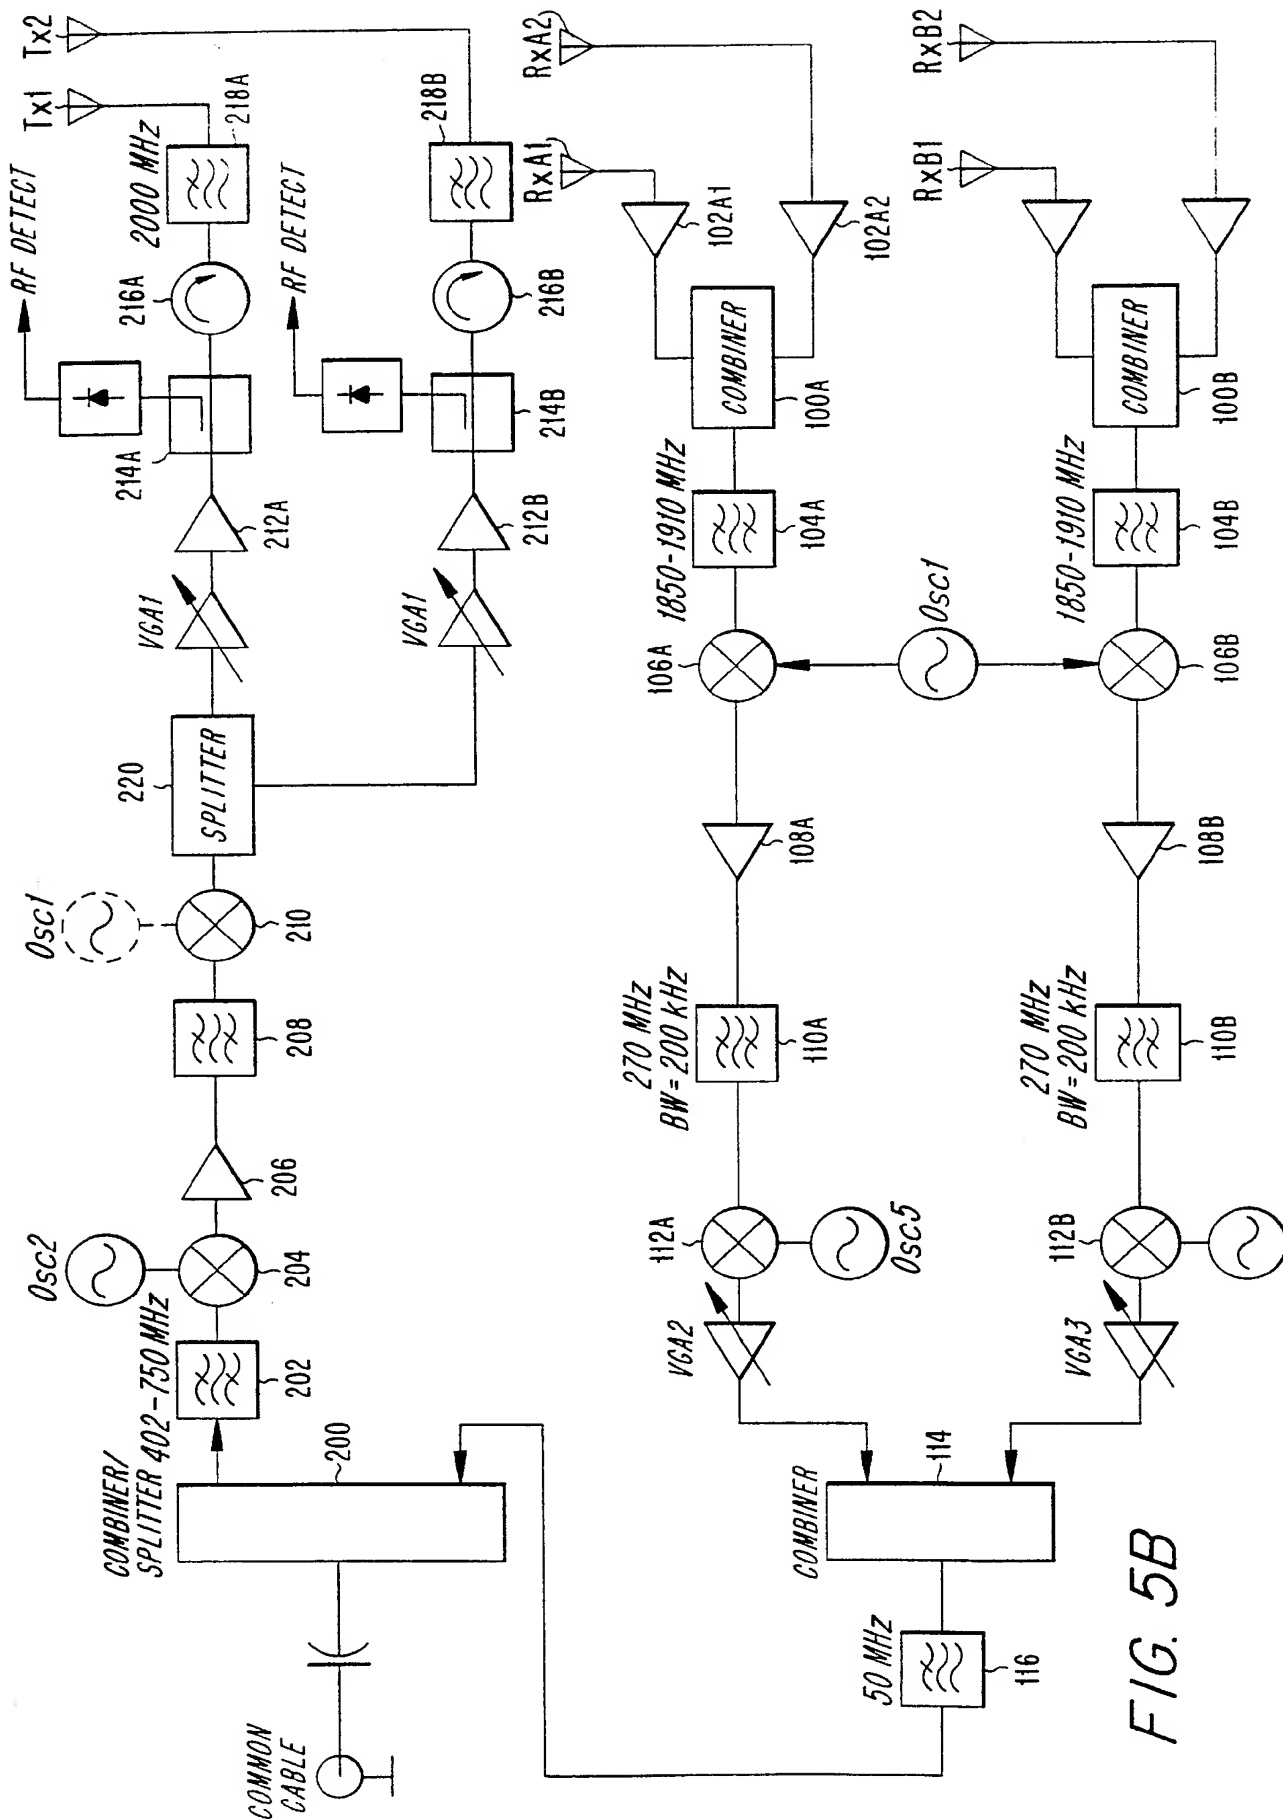 Tx2
Tx1
RF DETECT
2000 MHz
218A
216A
214A
212A
VGA1
RF DETECT
218B
216B
214B
212B
VGA1
220
SPLITTER
Osc1
210
208
206
Osc2
204
402-750 MHz
202
COMBINER/
SPLITTER
200
COMMON
CABLE
RxA2
RxA1
102A1
102A2
COMBINER
100A
1850-1910 MHz
104A
106A
Osc1
108A
270 MHz
BW=200 kHz
110A
112A
Osc5
VGA2
RxB2
RxB1
COMBINER
100B
1850-1910 MHz
104B
106B
108B
270 MHz
BW=200 kHz
110B
112B
VGA3
COMBINER
114
50 MHz
116
FIG. 5B